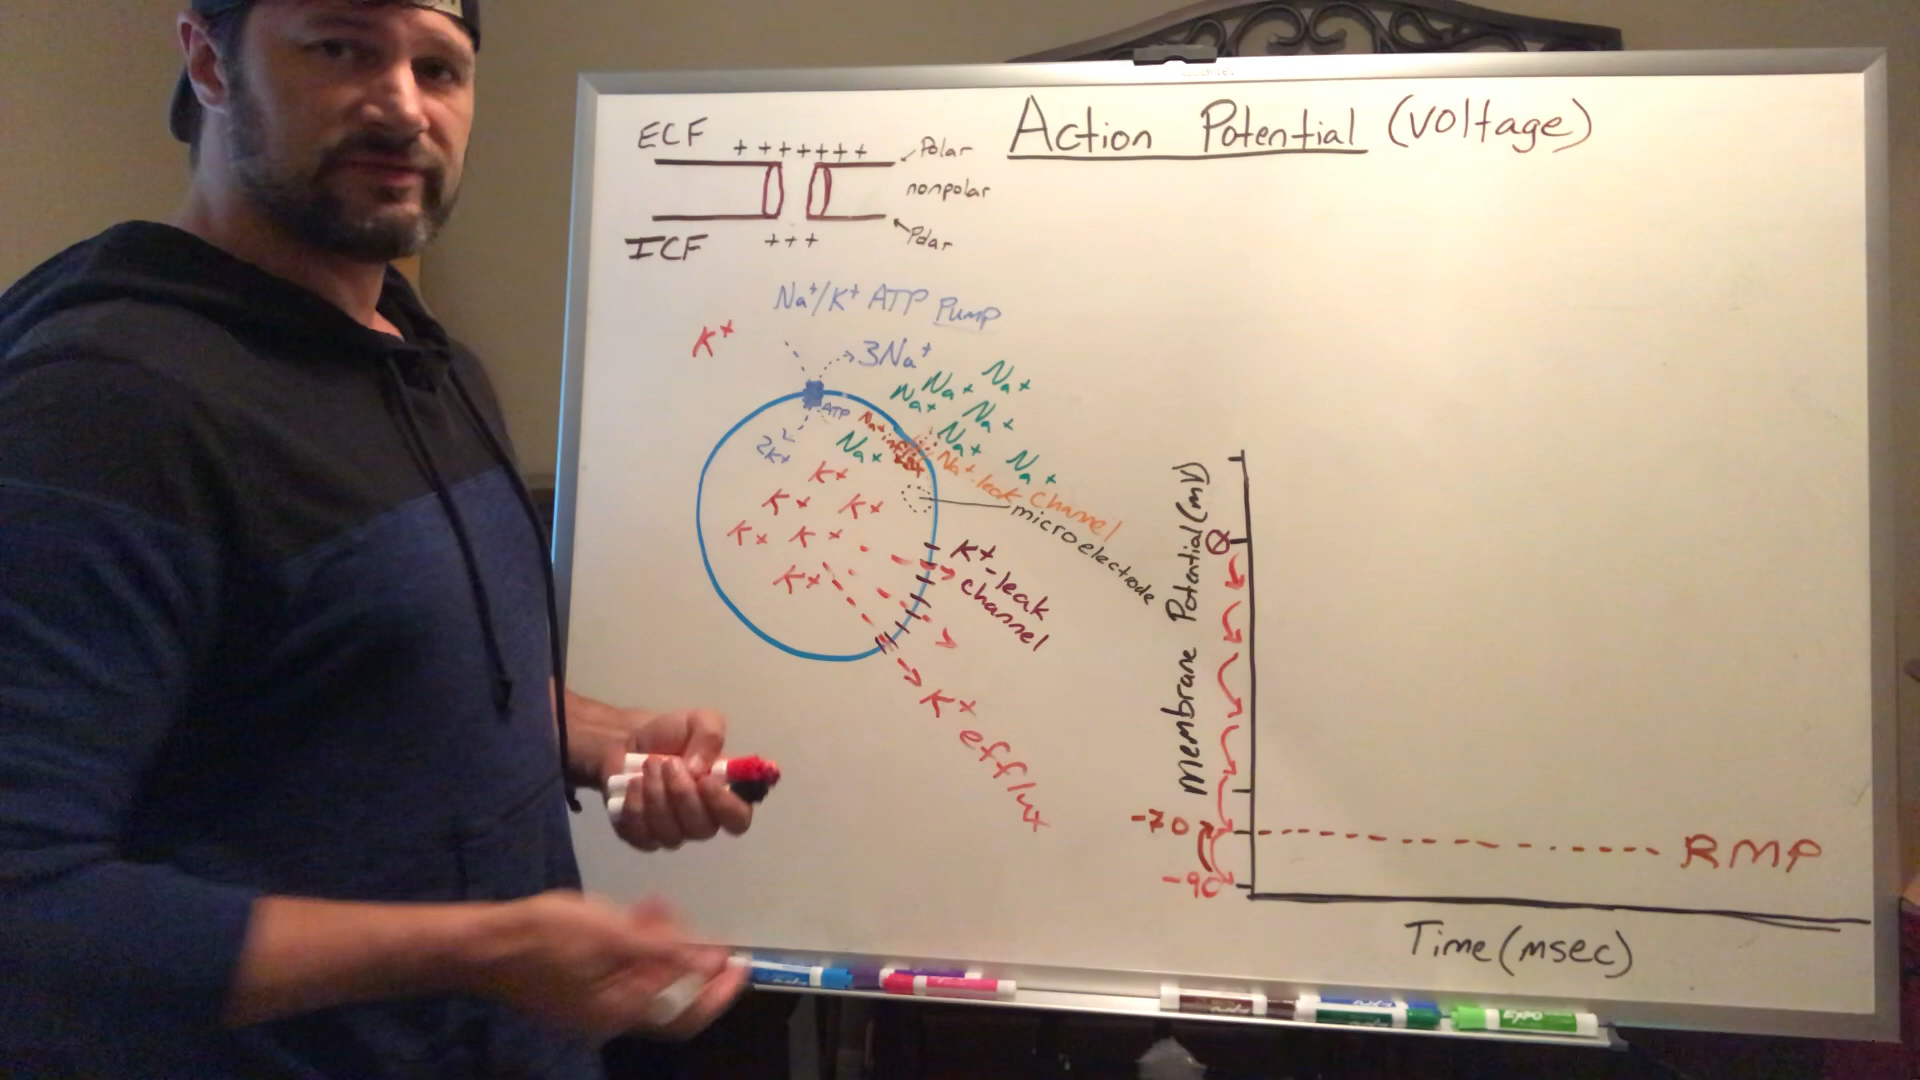 Action Potential (voltage)
ECF
+ + + + + + +
Polar
nonpolar
Polar
ICF
+ + +
Na+/K+ ATP Pump
K+
3Na+
ATP
2K+
Na+ Na+ Na+
Na+ Na+
Na+
Na+
Na+ influx
Na+-leak channel
microelectrode
K+
K+ K+
K+ K+
K+
K+-leak
channel
K+ efflux
membrane Potential (mV)
0
-70
RMP
-90
Time (msec)
EXPO